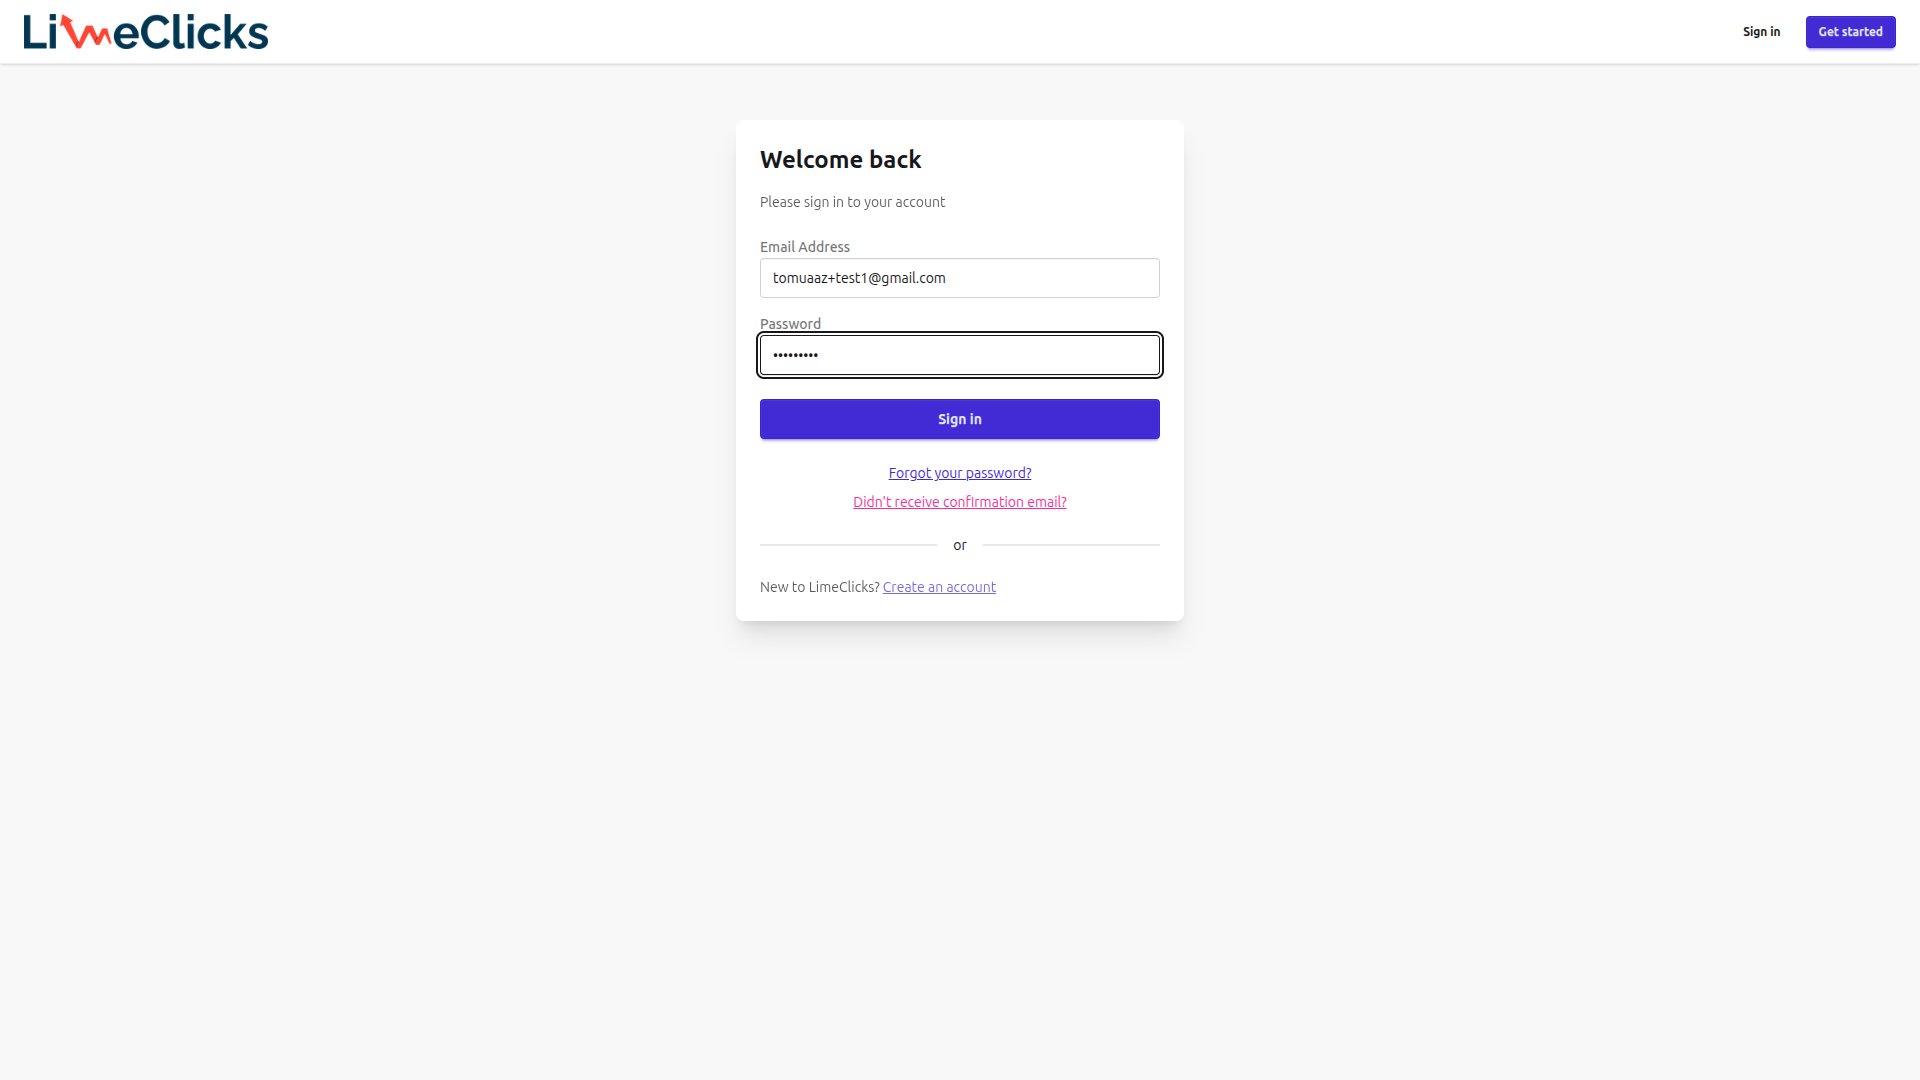 LimeClicks
Sign in
Get started
Welcome back
Please sign in to your account
Email Address
tomuaaz+test1@gmail.com
Password
•••••••••
Sign in
Forgot your password?
Didn't receive confirmation email?
or
New to LimeClicks? Create an account